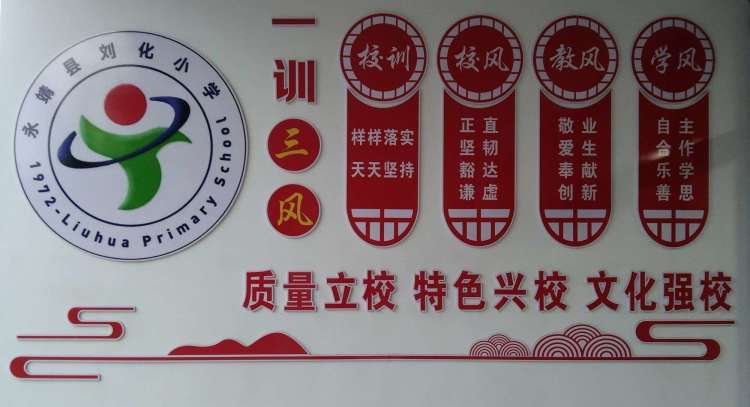 永靖县刘化小学
1972-Liuhua Primary School
一训三风
校训
样样落实
天天坚持
校风
正直
坚韧
豁达
谦虚
教风
敬业
爱生
奉献
创新
学风
自主
合作
乐学
善思
质量立校 特色兴校 文化强校